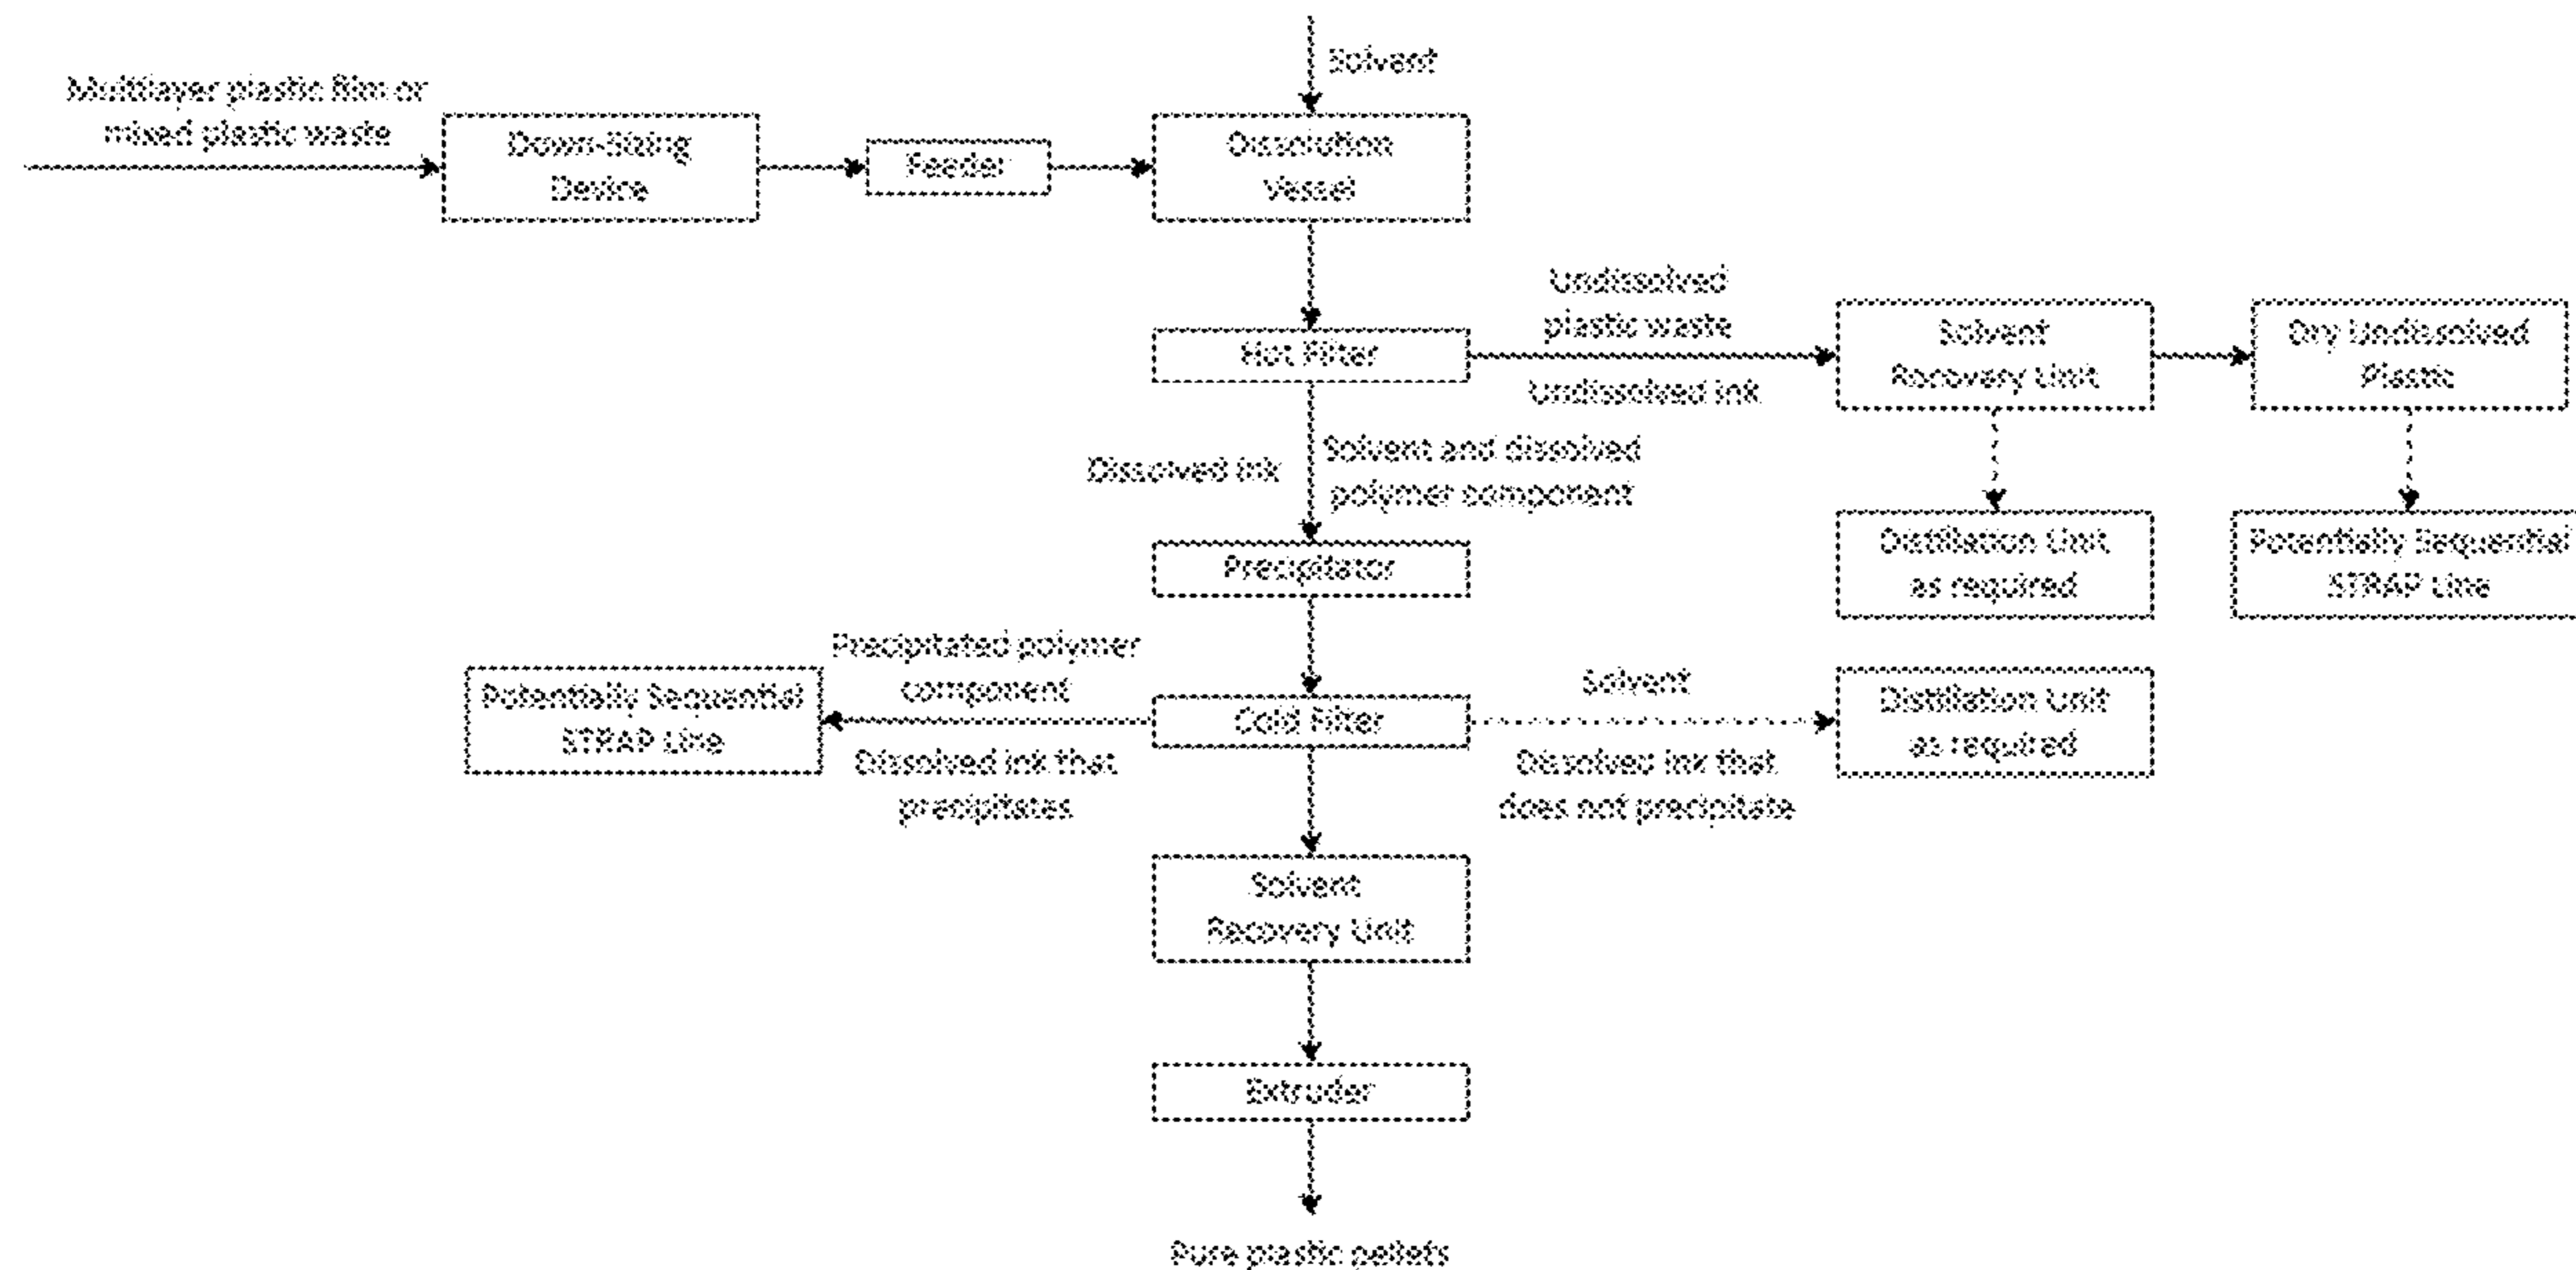 Solvent
Multilayer plastic film or
mixed plastic waste
Down-Sizing
Device
Feeder
Dissolution
Vessel
Undissolved
plastic waste
Hot Filter
Undissolved ink
Solvent
Recovery Unit
Dry Undissolved
Plastic
Dissolved ink
Solvent and dissolved
polymer component
Distillation Unit
as required
Potentially Sequential
STRAP Line
Precipitator
Precipitated polymer
component
Potentially Sequential
STRAP Line
Cold Filter
Solvent
Distillation Unit
as required
Dissolved ink that
precipitates
Dissolved ink that
does not precipitate
Solvent
Recovery Unit
Extruder
Pure plastic pellets